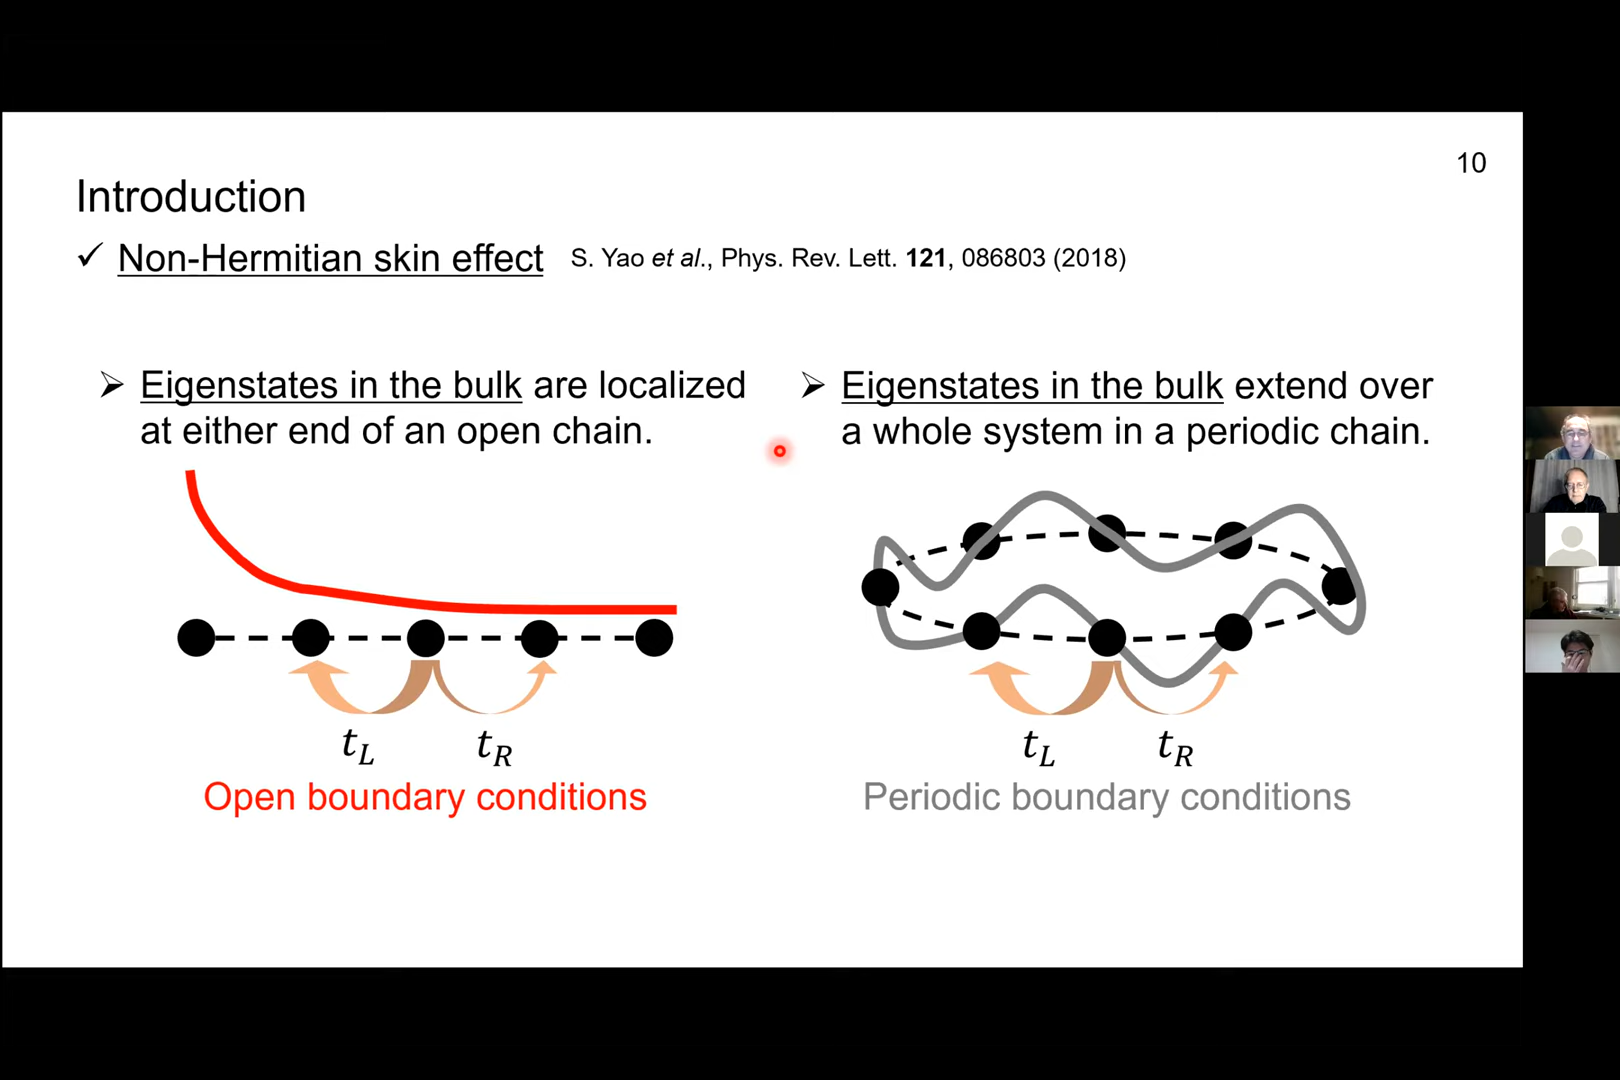 10
Introduction
✓ Non-Hermitian skin effect S. Yao et al., Phys. Rev. Lett. 121, 086803 (2018)
➢ Eigenstates in the bulk are localized
at either end of an open chain.
➢ Eigenstates in the bulk extend over
a whole system in a periodic chain.
t_L t_R
Open boundary conditions
t_L t_R
Periodic boundary conditions